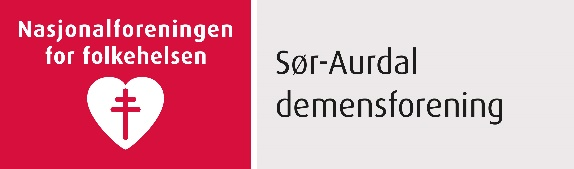 Nasjonalforeningen
for folkehelsen
Sør-Aurdal
demensforening